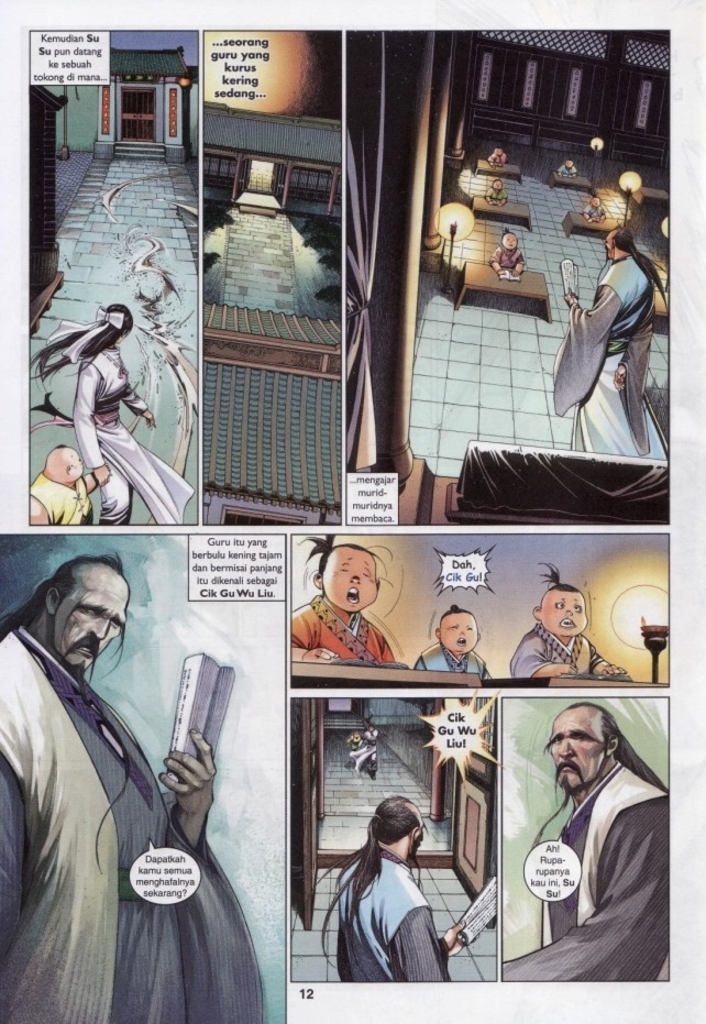 Kemudian Su
Su pun datang
ke sebuah
tokong di mana...
...seorang
guru yang
kurus
kering
sedang...
...mengajar
murid-
muridnya
membaca.
Guru itu yang
berbulu kening tajam
dan bermisai panjang
itu dikenali sebagai
Cik Gu Wu Liu.
Dapatkah
kamu semua
menghafalnya
sekarang?
Dah,
Cik Gu!
Cik
Gu Wu
Liu!
Ah!
Rupa-
rupanya
kau ini, Su
Su!
12